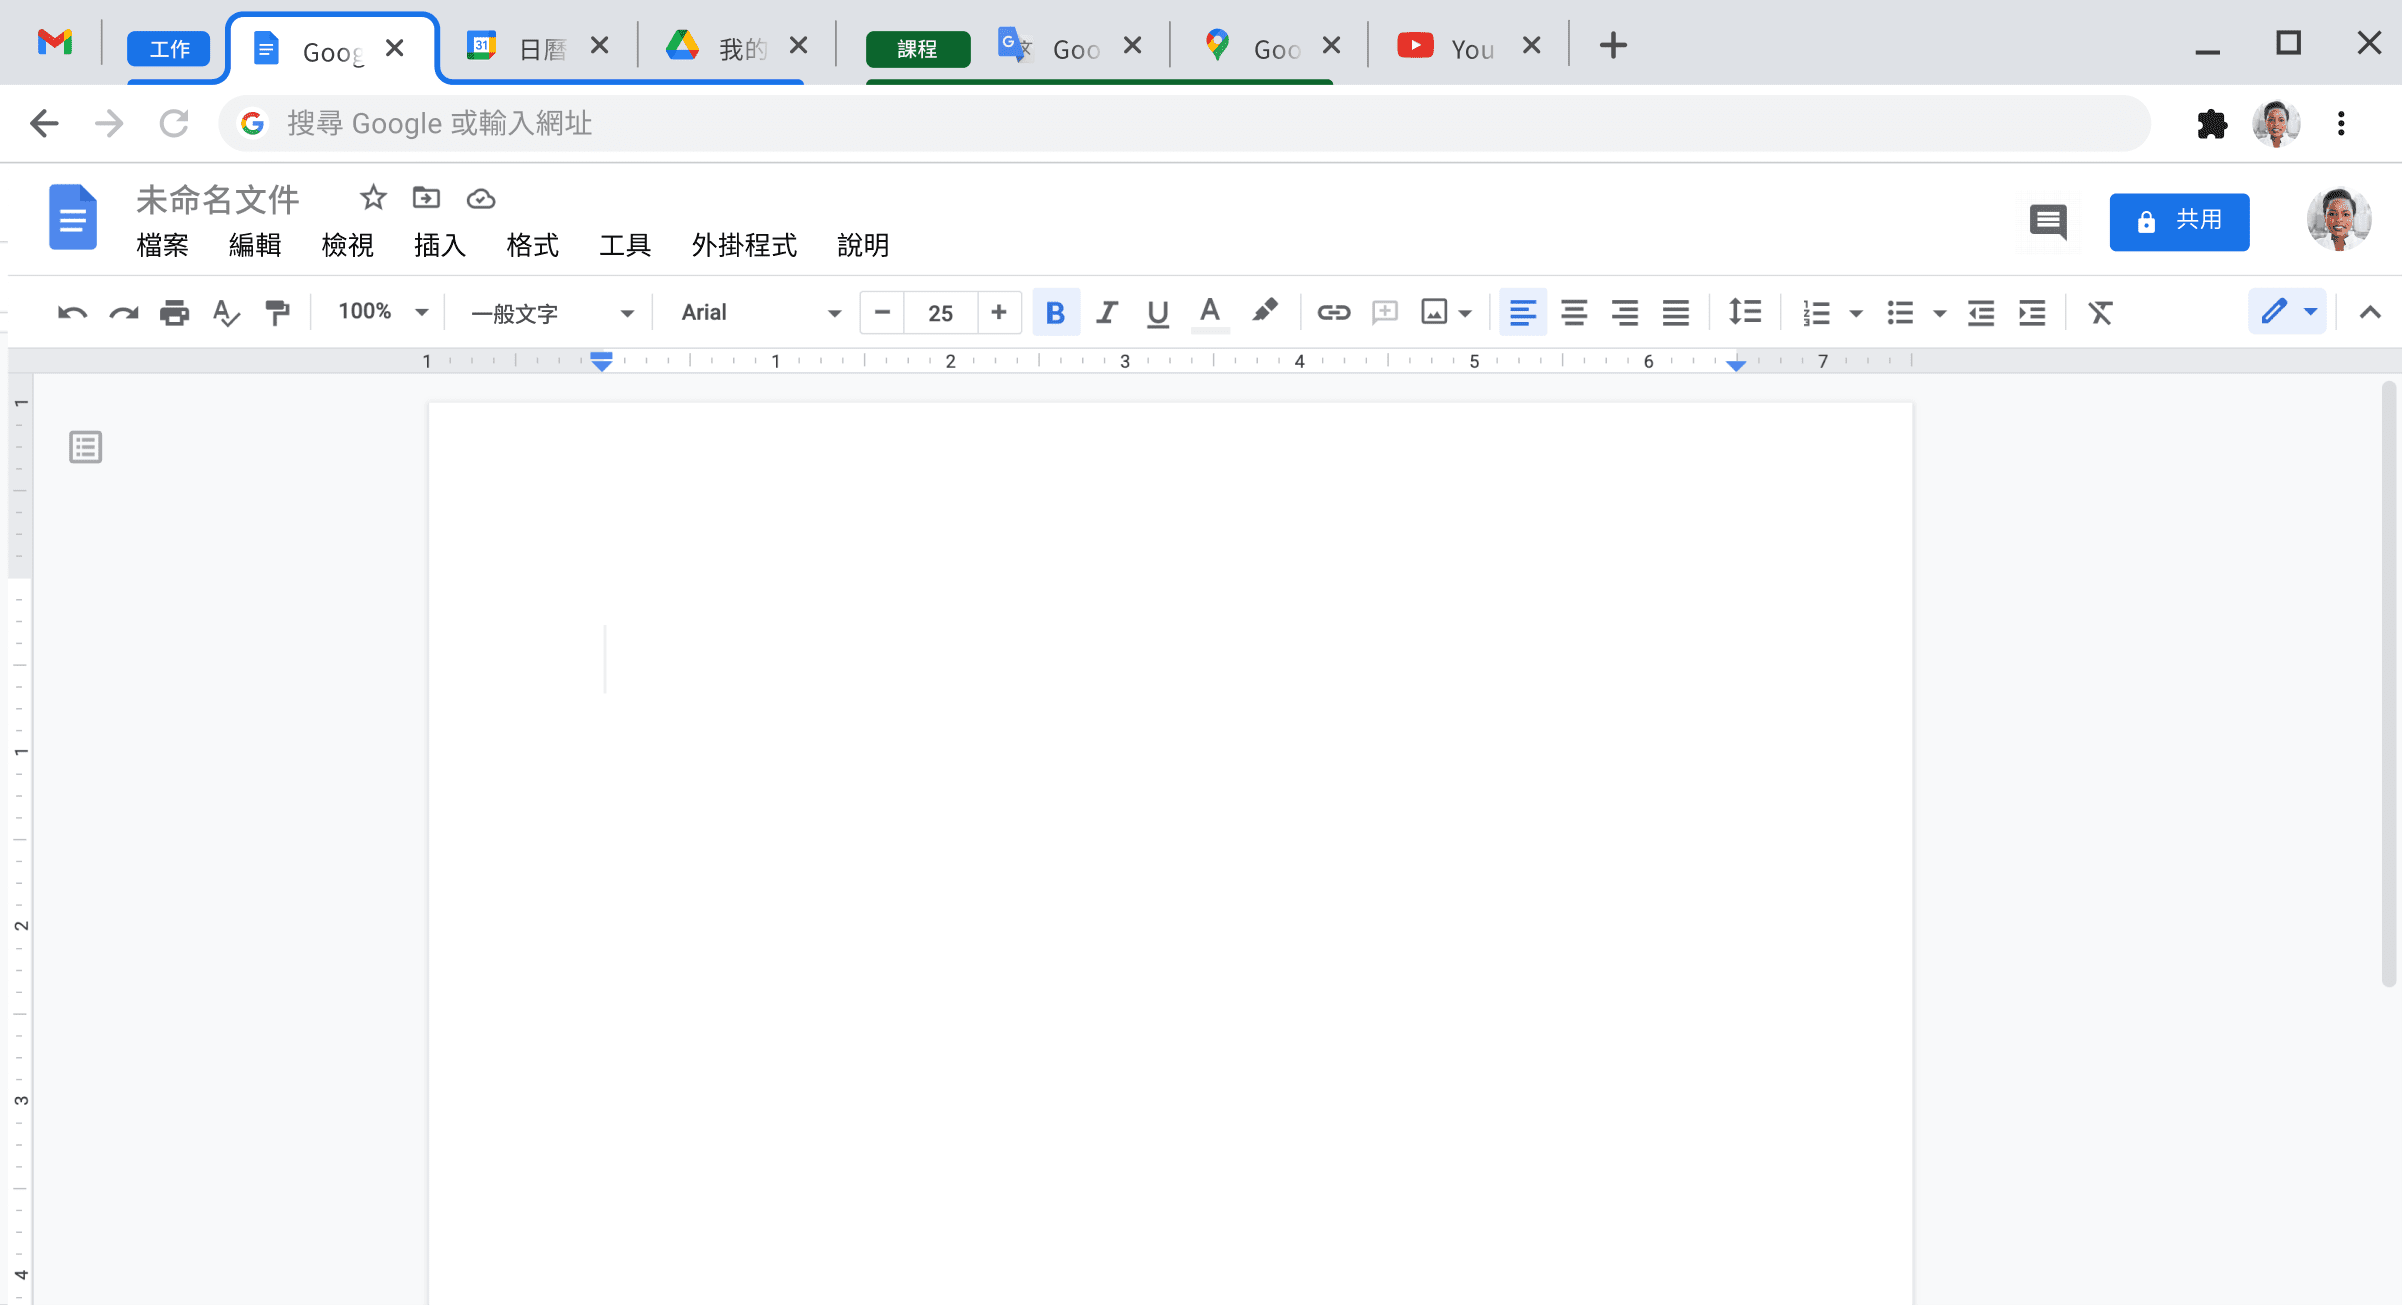 工作 Goog 日曆 我的 課程 Goo Goo You
搜尋 Google 或輸入網址
未命名文件
檔案 編輯 檢視 插入 格式 工具 外掛程式 說明
共用
100% 一般文字 Arial 25 B I U A
1 1 2 3 4 5 6 7
1
1
2
3
4